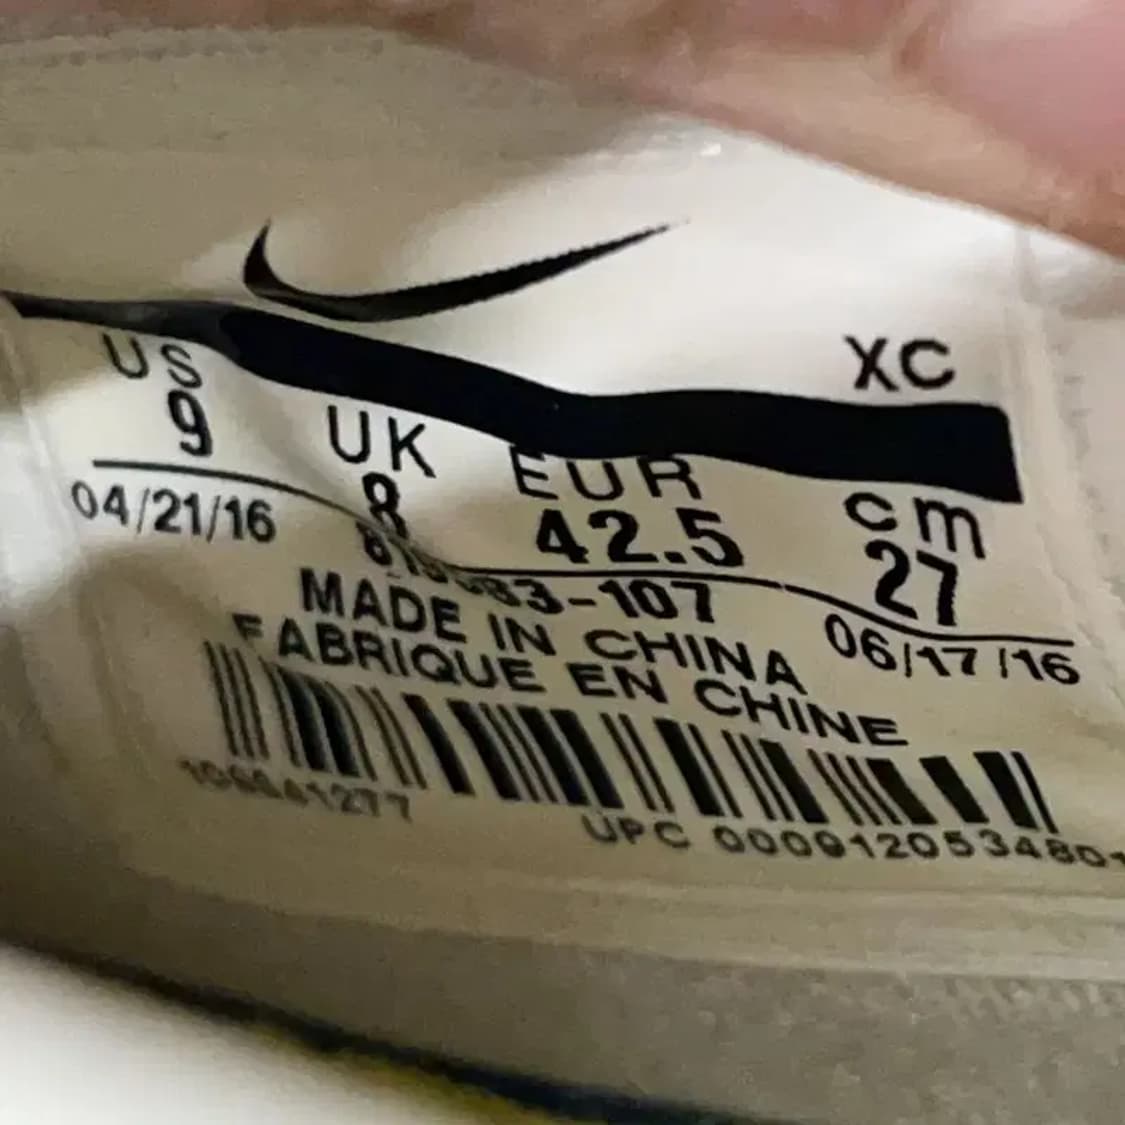 XC
US UK EUR cm
9 8 42.5 27
04/21/16 06/17/16
MADE IN CHINA
FABRIQUE EN CHINE
UPC